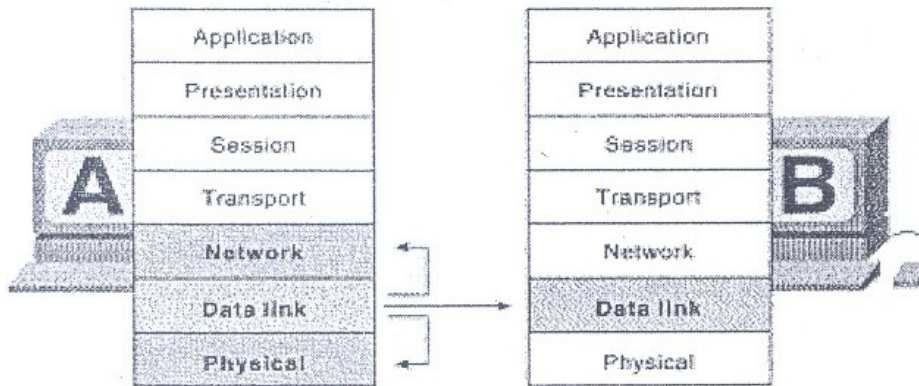 Application
Presentation
Session
Transport
Network
Data link
Physical
A
Application
Presentation
Session
Transport
Network
Data link
Physical
B